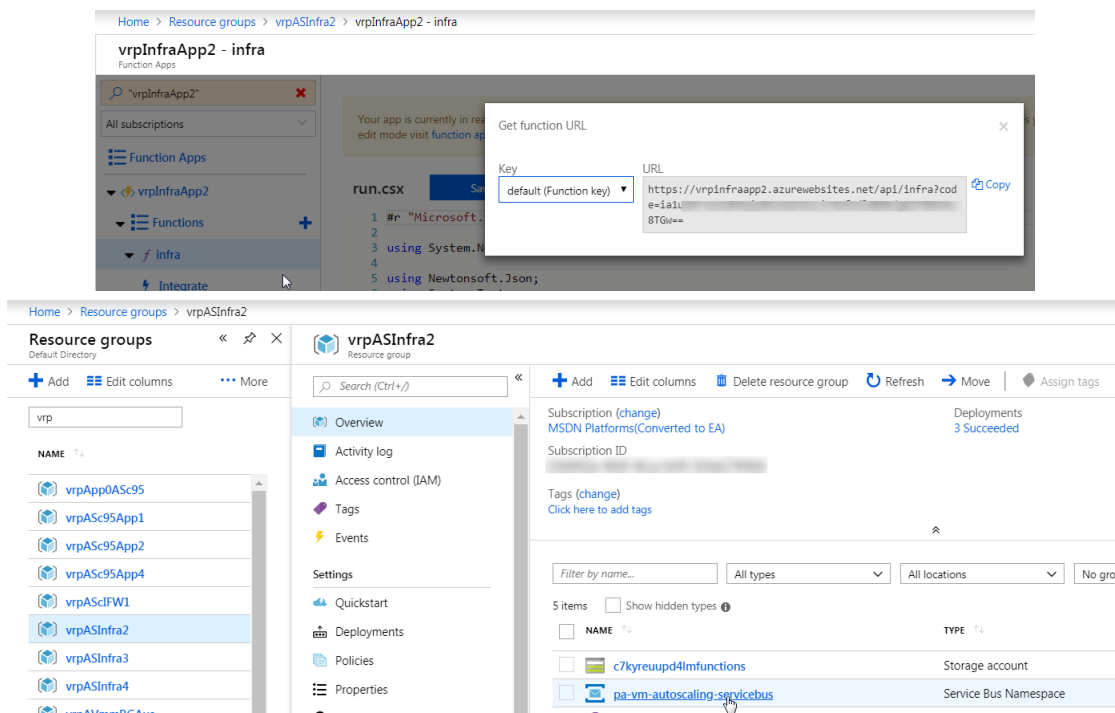 Home > Resource groups > vrpASInfra2 > vrpInfraApp2 - infra
vrpInfraApp2 - infra
Function Apps
"vrpInfraApp2"
All subscriptions
Function Apps
vrpInfraApp2
Functions
infra
Integrate
Your app is currently in rea
edit mode visit function ap
run.csx
Sa
1 #r "Microsoft.
2
3 using System.N
4
5 using Newtonsoft.Json;
Get function URL
Key
default (Function key)
URL
https://vrpinfraapp2.azurewebsites.net/api/infra?cod
e=ia1u
8TGw==
Copy
Home > Resource groups > vrpASInfra2
Resource groups
Default Directory
Add Edit columns More
vrp
NAME
vrpApp0ASc95
vrpASc95App1
vrpASc95App2
vrpASc95App4
vrpAScIFW1
vrpASInfra2
vrpASInfra3
vrpASInfra4
vrpASInfra2
Resource group
Search (Ctrl+/)
Overview
Activity log
Access control (IAM)
Tags
Events
Settings
Quickstart
Deployments
Policies
Properties
Add Edit columns Delete resource group Refresh Move Assign tags
Subscription (change)
MSDN Platforms(Converted to EA)
Subscription ID
Tags (change)
Click here to add tags
Deployments
3 Succeeded
Filter by name... All types All locations No gro
5 items Show hidden types
NAME TYPE
c7kyreuupd4lmfunctions Storage account
pa-vm-autoscaling-servicebus Service Bus Namespace